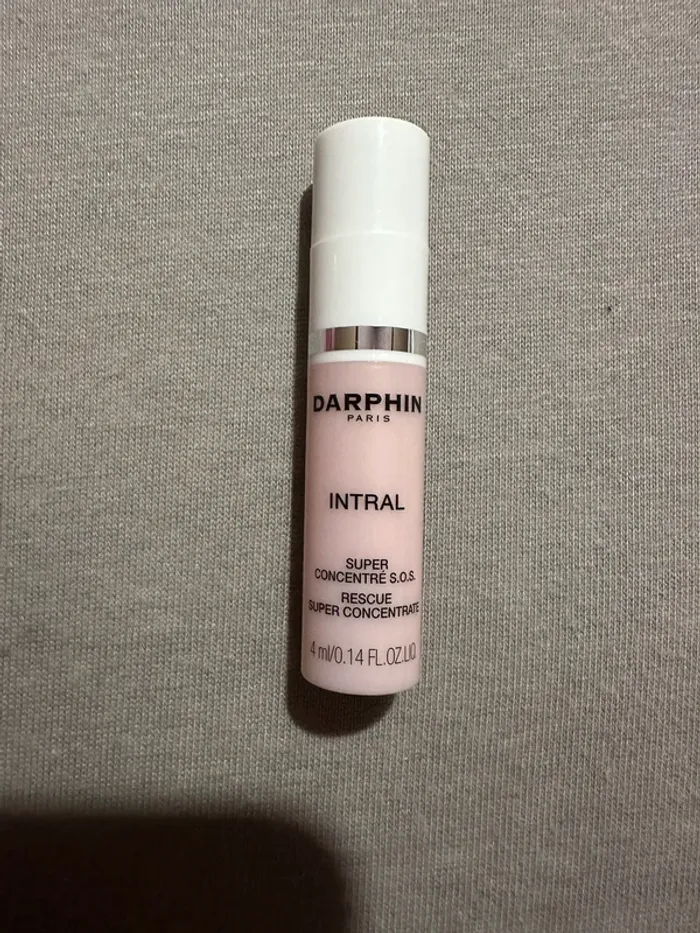 DARPHIN
PARIS
INTRAL
SUPER
CONCENTRÉ S.O.S.
RESCUE
SUPER CONCENTRATE
4 ml/0.14 FL.OZ.LIQ.